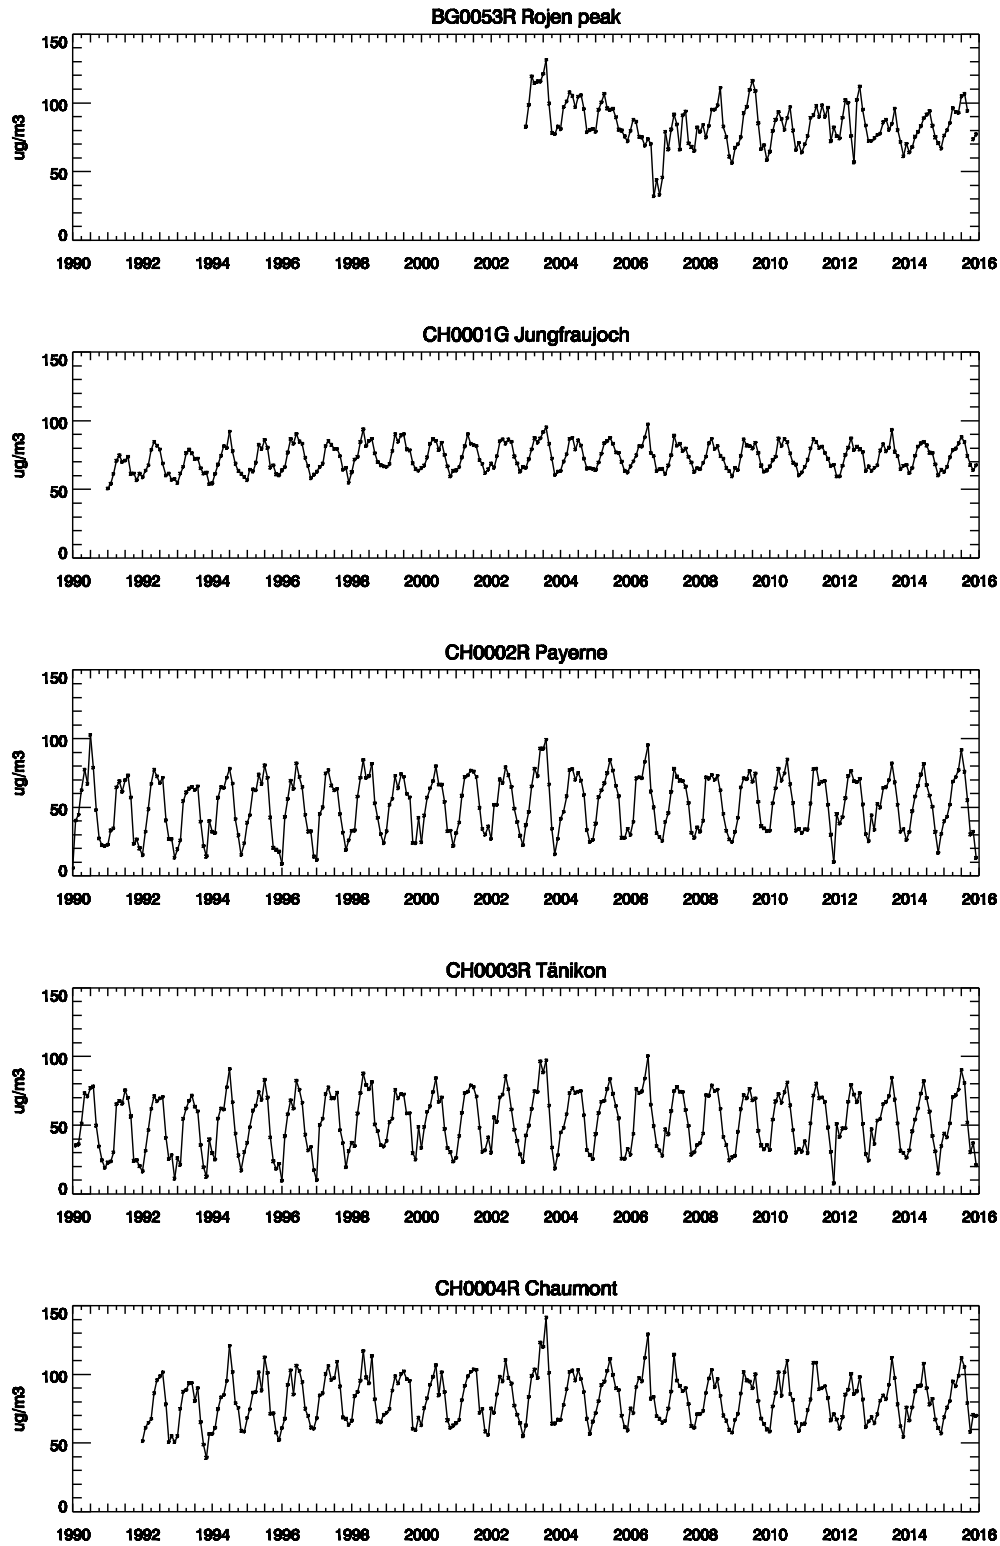 BG0053R Rojen peak
150
100
50
0
ug/m3
1990 1992 1994 1996 1998 2000 2002 2004 2006 2008 2010 2012 2014 2016
CH0001G Jungfraujoch
150
100
50
0
ug/m3
1990 1992 1994 1996 1998 2000 2002 2004 2006 2008 2010 2012 2014 2016
CH0002R Payerne
150
100
50
0
ug/m3
1990 1992 1994 1996 1998 2000 2002 2004 2006 2008 2010 2012 2014 2016
CH0003R Tänikon
150
100
50
0
ug/m3
1990 1992 1994 1996 1998 2000 2002 2004 2006 2008 2010 2012 2014 2016
CH0004R Chaumont
150
100
50
0
ug/m3
1990 1992 1994 1996 1998 2000 2002 2004 2006 2008 2010 2012 2014 2016